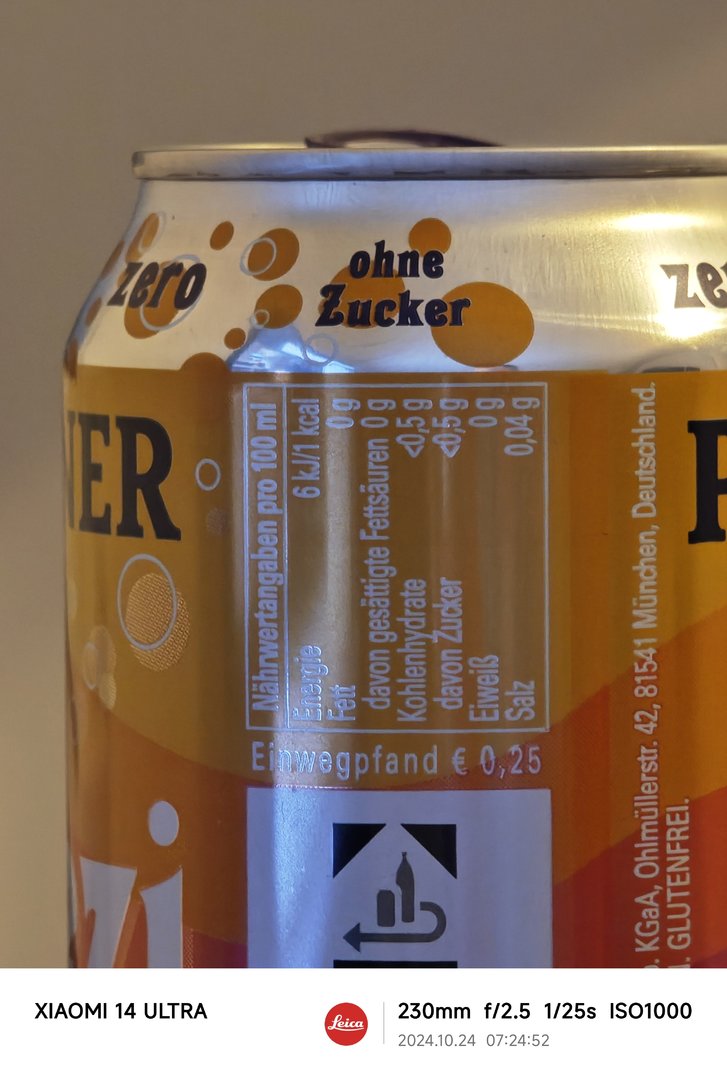 zero
ohne
Zucker
NER
Nährwertangaben pro 100 ml
Energie 6 kJ/1 kcal
Fett 0 g
davon gesättigte Fettsäuren 0 g
Kohlenhydrate <0,5 g
davon Zucker <0,5 g
Eiweiß 0 g
Salz 0,04 g
Einwegpfand € 0,25
KGaA, Ohlmüllerstr. 42, 81541 München, Deutschland.
GLUTENFREI.
zi
XIAOMI 14 ULTRA
Leica
230mm f/2.5 1/25s ISO1000
2024.10.24 07:24:52